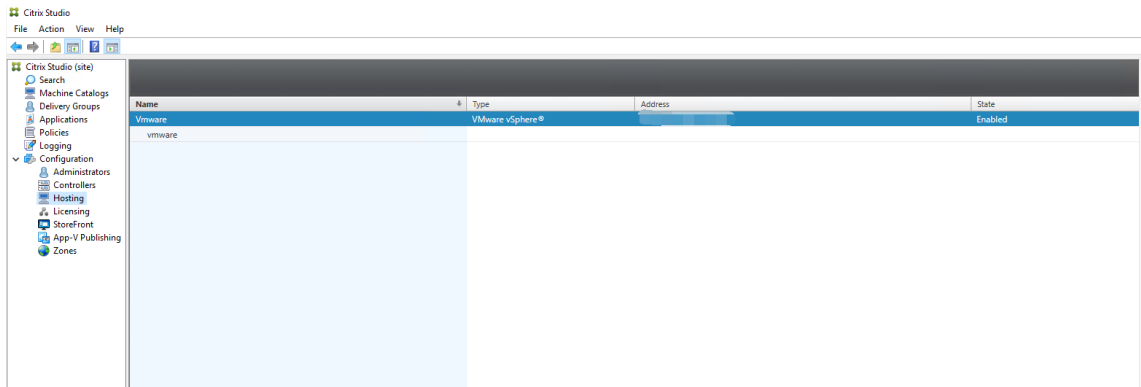 Citrix Studio
File Action View Help
Citrix Studio (site)
Search
Machine Catalogs
Delivery Groups
Applications
Policies
Logging
Configuration
Administrators
Controllers
Hosting
Licensing
StoreFront
App-V Publishing
Zones
Name Type Address State
Vmware VMware vSphere® Enabled
vmware